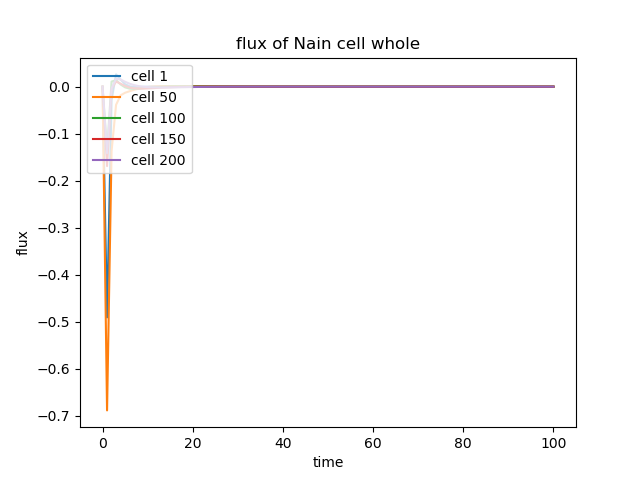 flux of Nain cell whole
cell 1
cell 50
cell 100
cell 150
cell 200
0.0
−0.1
−0.2
−0.3
−0.4
−0.5
−0.6
−0.7
flux
0 20 40 60 80 100
time